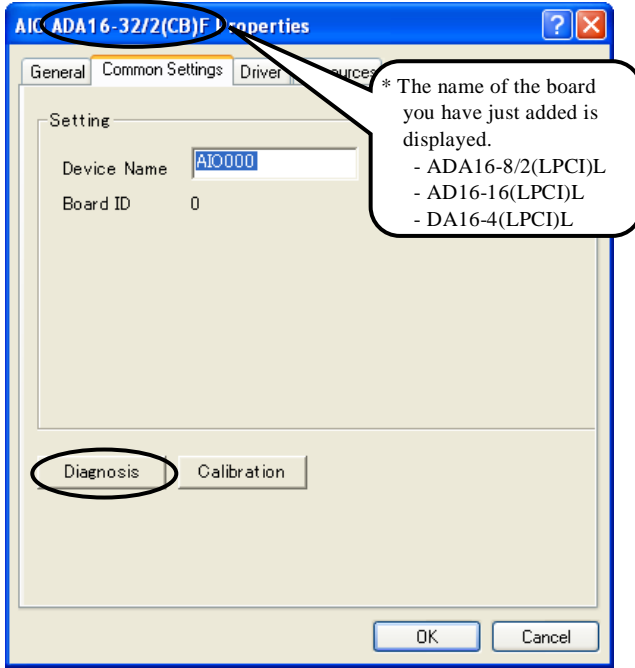 AIO ADA16-32/2(CB)F Properties
General
Common Settings
Driver
* The name of the board
you have just added is
displayed.
- ADA16-8/2(LPCI)L
- AD16-16(LPCI)L
- DA16-4(LPCI)L
Setting
Device Name
AIO000
Board ID
0
Diagnosis
Calibration
OK
Cancel